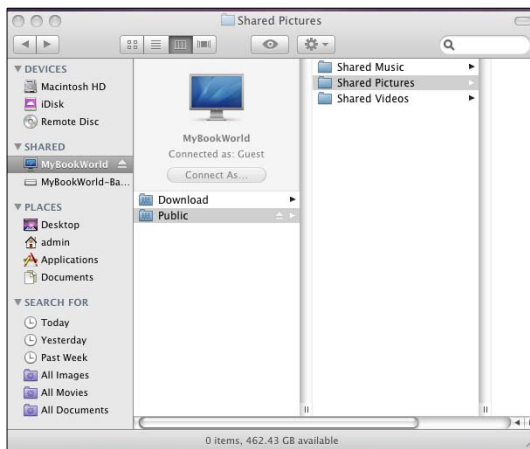 Shared Pictures
DEVICES
Macintosh HD
iDisk
Remote Disc
SHARED
MyBookWorld
MyBookWorld-Ba...
PLACES
Desktop
admin
Applications
Documents
SEARCH FOR
Today
Yesterday
Past Week
All Images
All Movies
All Documents
MyBookWorld
Connected as: Guest
Connect As...
Download
Public
Shared Music
Shared Pictures
Shared Videos
0 items, 462.43 GB available